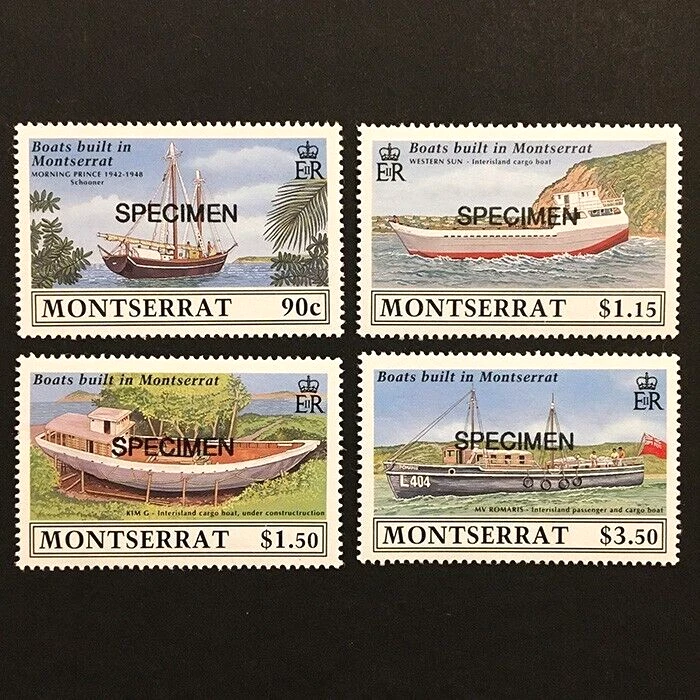 Boats built in
Montserrat
MORNING PRINCE 1942-1948
Schooner
EIIR
SPECIMEN
MONTSERRAT 90c
Boats built in Montserrat
WESTERN SUN - Interisland cargo boat
EIIR
SPECIMEN
MONTSERRAT $1.15
Boats built in Montserrat
EIIR
SPECIMEN
KIM G - Interisland cargo boat, under constructruction
MONTSERRAT $1.50
Boats built in Montserrat
EIIR
SPECIMEN
ROMARIS
L 404
MV ROMARIS - Interisland passenger and cargo boat
MONTSERRAT $3.50